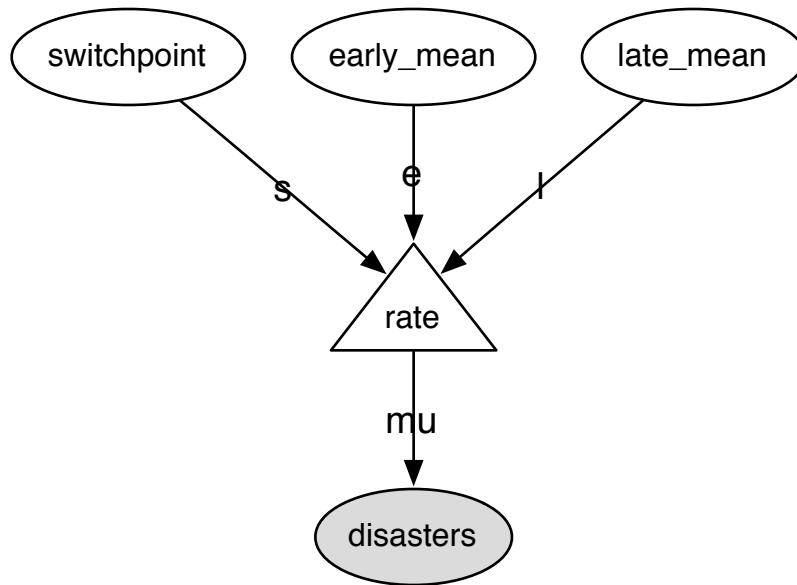 switchpoint
early_mean
late_mean
s
e
l
rate
mu
disasters